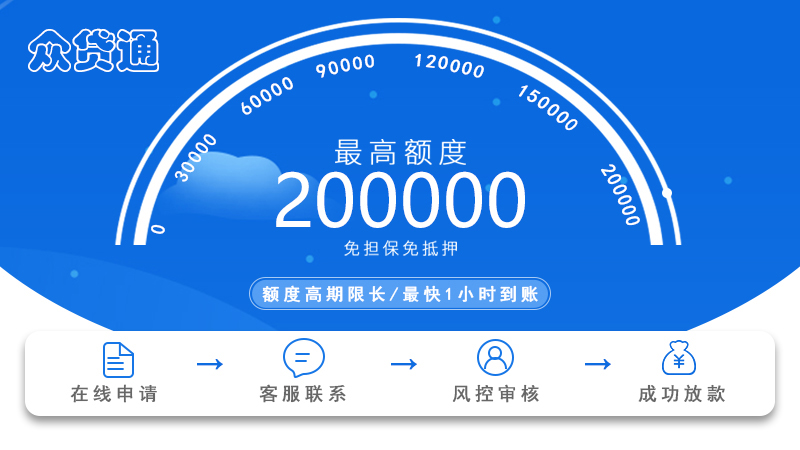 众贷通
0
30000
60000
90000
120000
150000
200000
最高额度
200000
免担保免抵押
额度高期限长/最快1小时到账
在线申请 → 客服联系 → 风控审核 → 成功放款